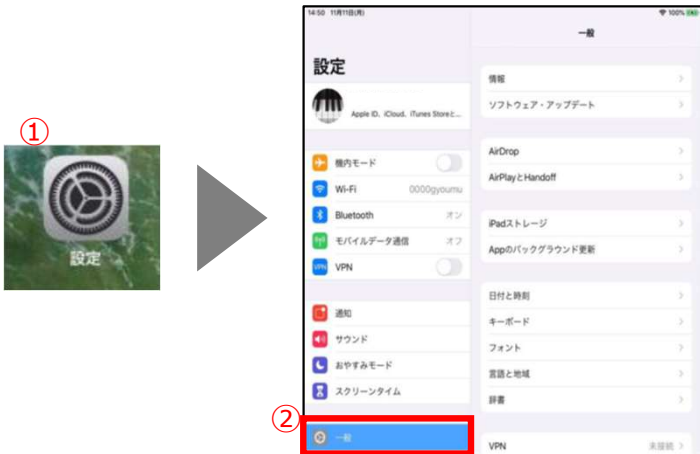 ①
設定
14:50 11月11日(月)
100%
設定
Apple ID、iCloud、iTunes Storeと...
機内モード
Wi-Fi 0000gyoumu
Bluetooth オン
モバイルデータ通信 オフ
VPN VPN
通知
サウンド
おやすみモード
スクリーンタイム
②
一般
一般
情報
ソフトウェア・アップデート
AirDrop
AirPlayとHandoff
iPadストレージ
Appのバックグラウンド更新
日付と時刻
キーボード
フォント
言語と地域
辞書
VPN 未接続